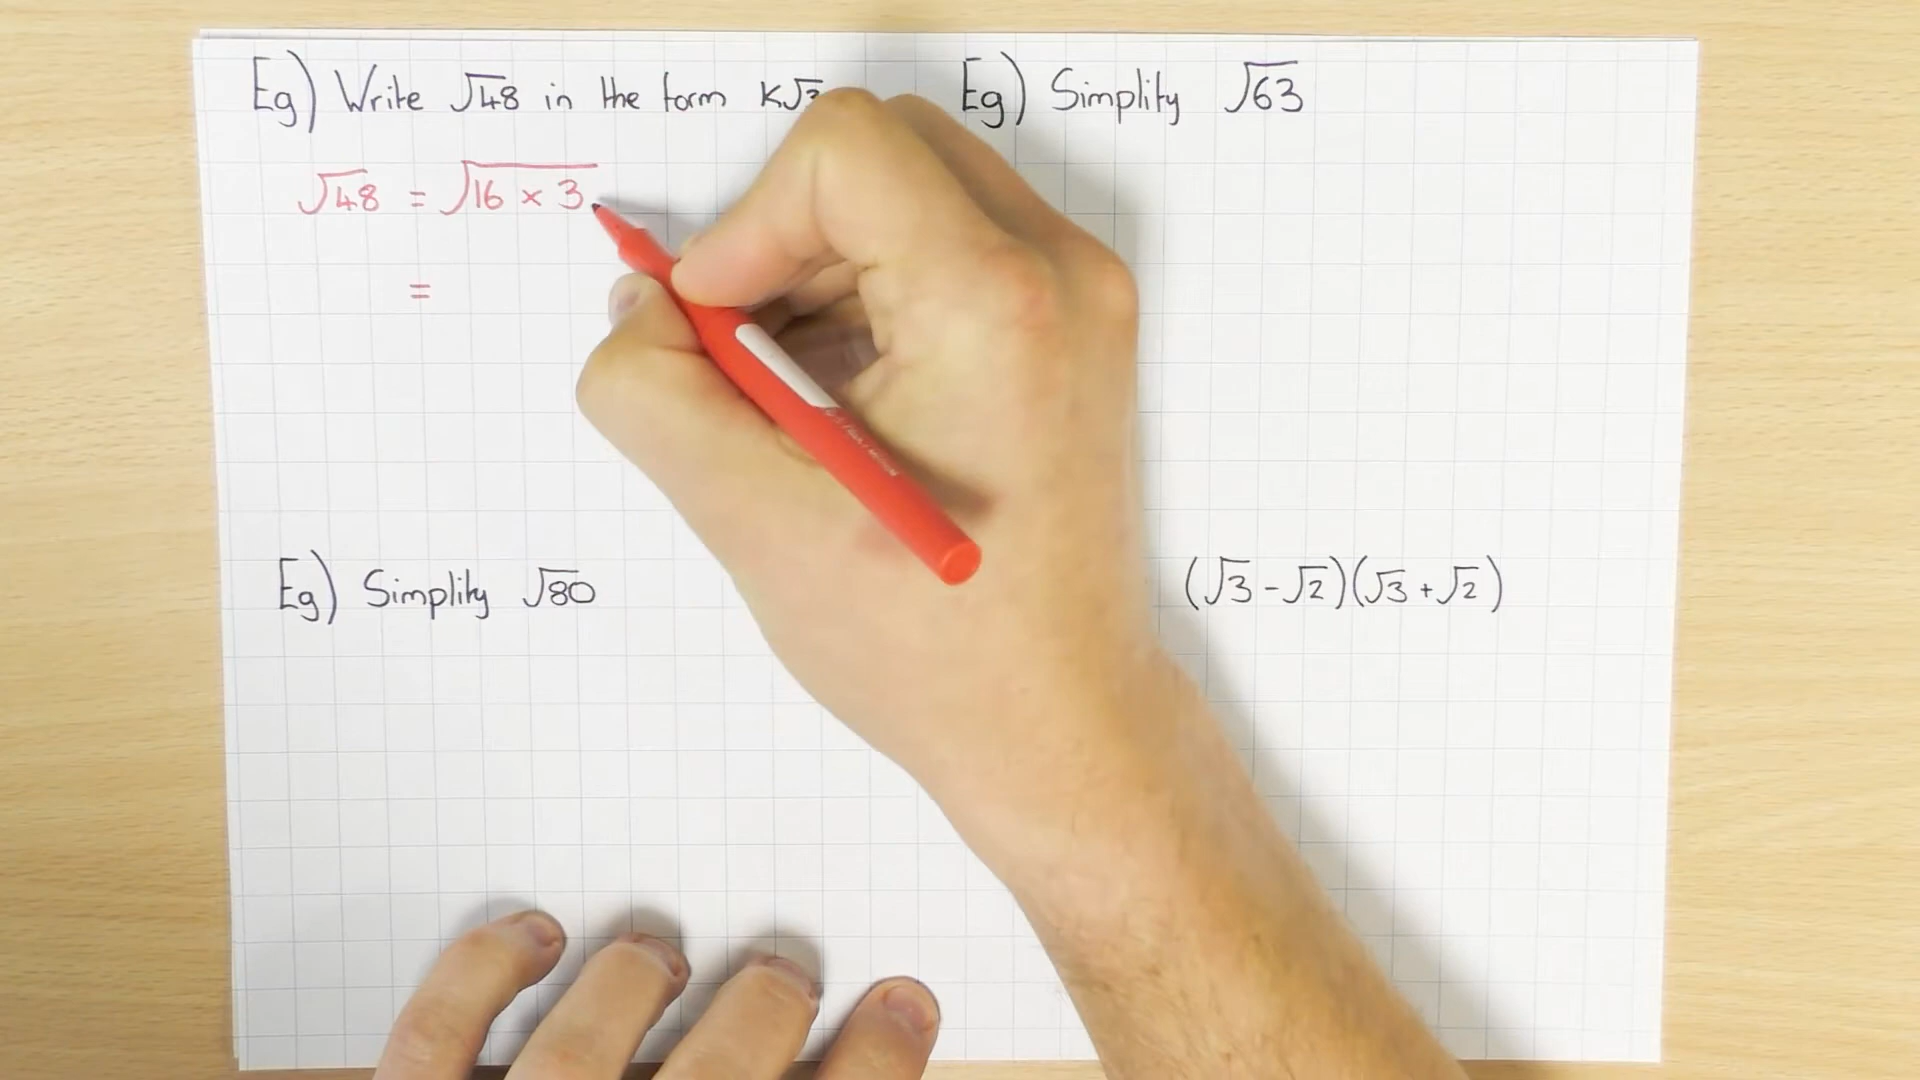 Eg) Write √48 in the form K√3
√48 = √16 × 3
=
Eg) Simplify √63
Eg) Simplify √80
(√3 - √2)(√3 + √2)